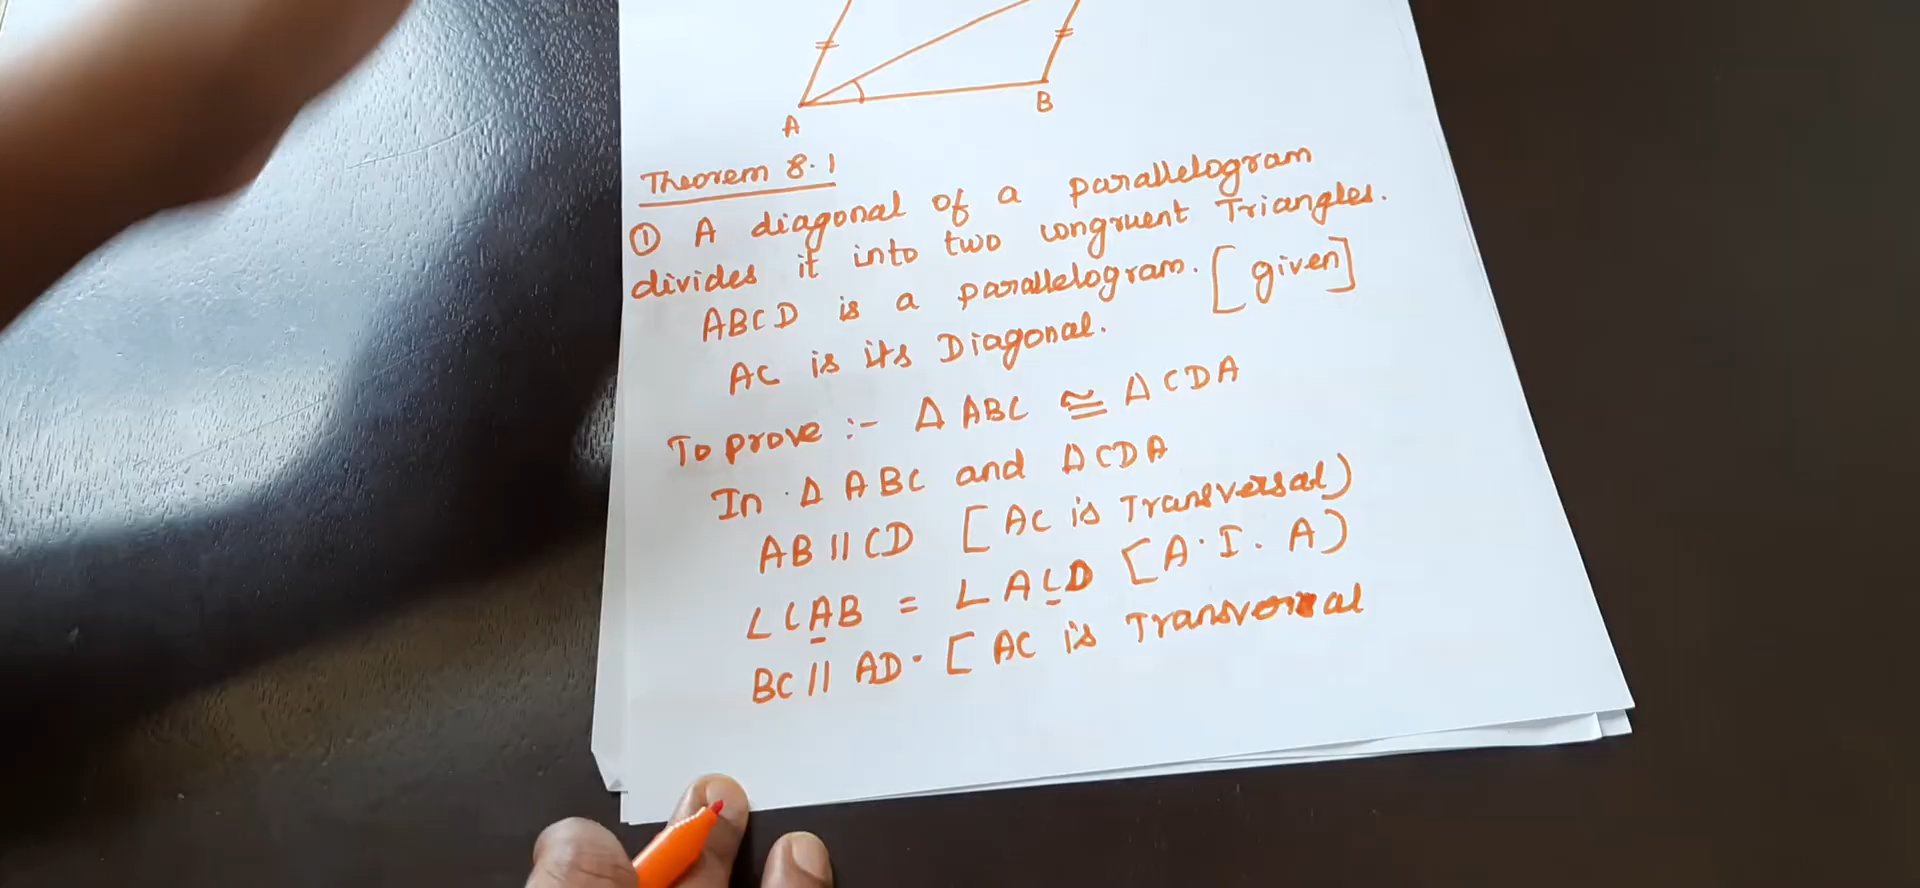 A
B
Theorem 8.1
① A diagonal of a parallelogram
divides it into two congruent Triangles.
ABCD is a parallelogram. [given]
AC is its Diagonal.
To prove :- Δ ABC ≅ Δ CDA
In Δ ABC and Δ CDA
AB || CD [AC is Transversal)
∠CAB = ∠ACD [A.I.A)
BC || AD. [AC is Transversal